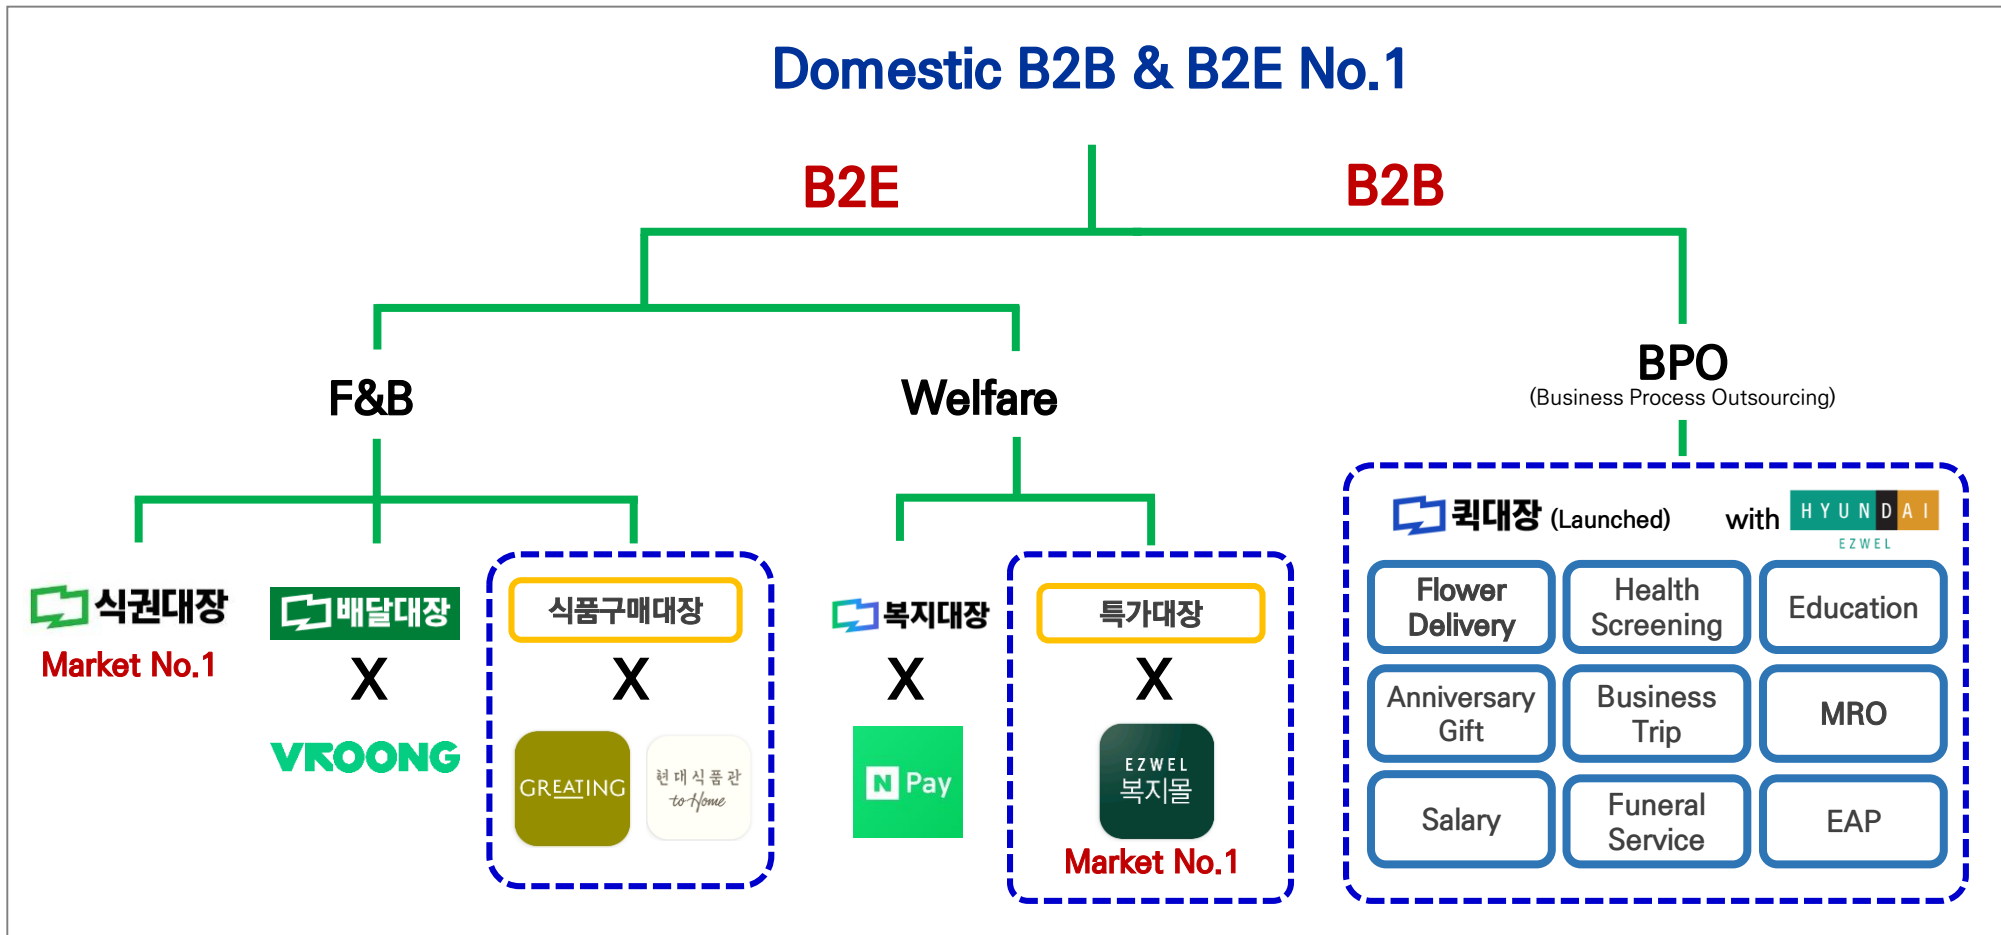 Domestic B2B & B2E No.1
B2E
B2B
F&B
Welfare
BPO
(Business Process Outsourcing)
식권대장
Market No.1
배달대장
X
VROONG
식품구매대장
X
GREATING
현대식품관
to Home
복지대장
X
N Pay
특가대장
X
EZWEL
복지몰
Market No.1
퀵대장 (Launched) with HYUNDAI
EZWEL
Flower
Delivery
Health
Screening
Education
Anniversary
Gift
Business
Trip
MRO
Salary
Funeral
Service
EAP